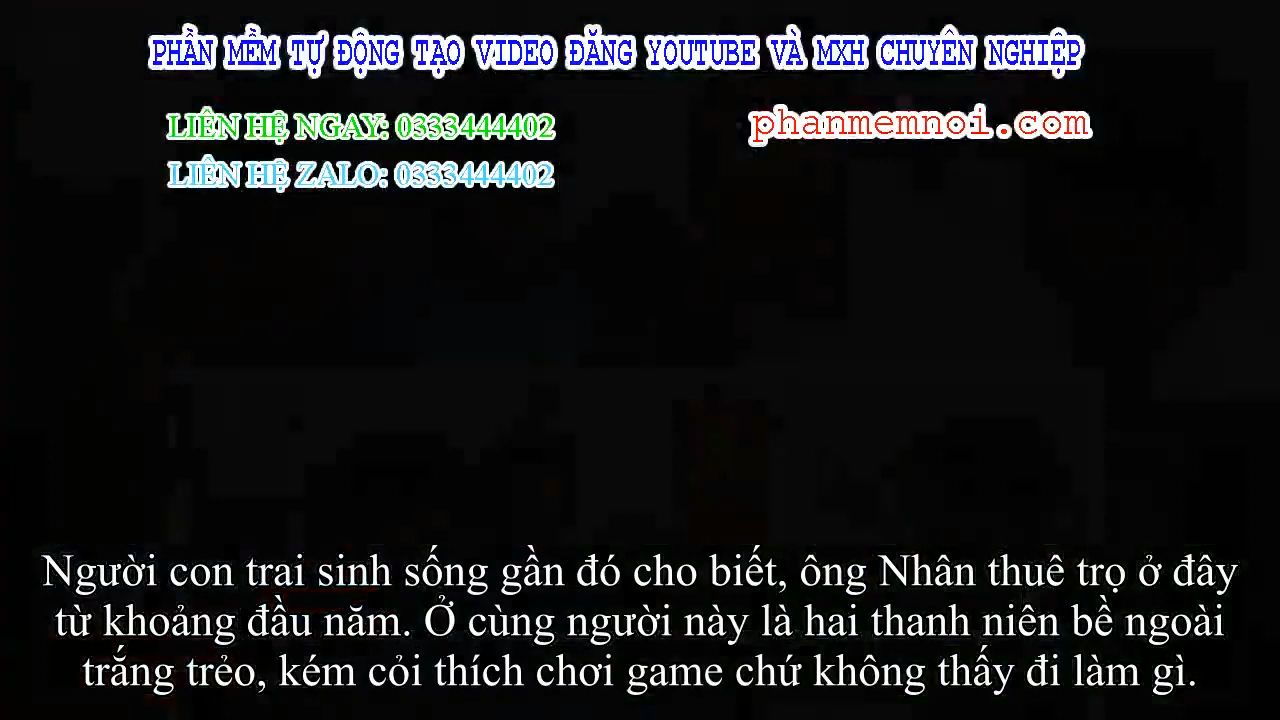 PHẦN MỀM TỰ ĐỘNG TẠO VIDEO ĐĂNG YOUTUBE VÀ MXH CHUYÊN NGHIỆP
LIÊN HỆ NGAY: 0333444402
phanmemnoi.com
LIÊN HỆ ZALO: 0333444402
Người con trai sinh sống gần đó cho biết, ông Nhân thuê trọ ở đây
từ khoảng đầu năm. Ở cùng người này là hai thanh niên bề ngoài
trắng trẻo, kém cỏi thích chơi game chứ không thấy đi làm gì.